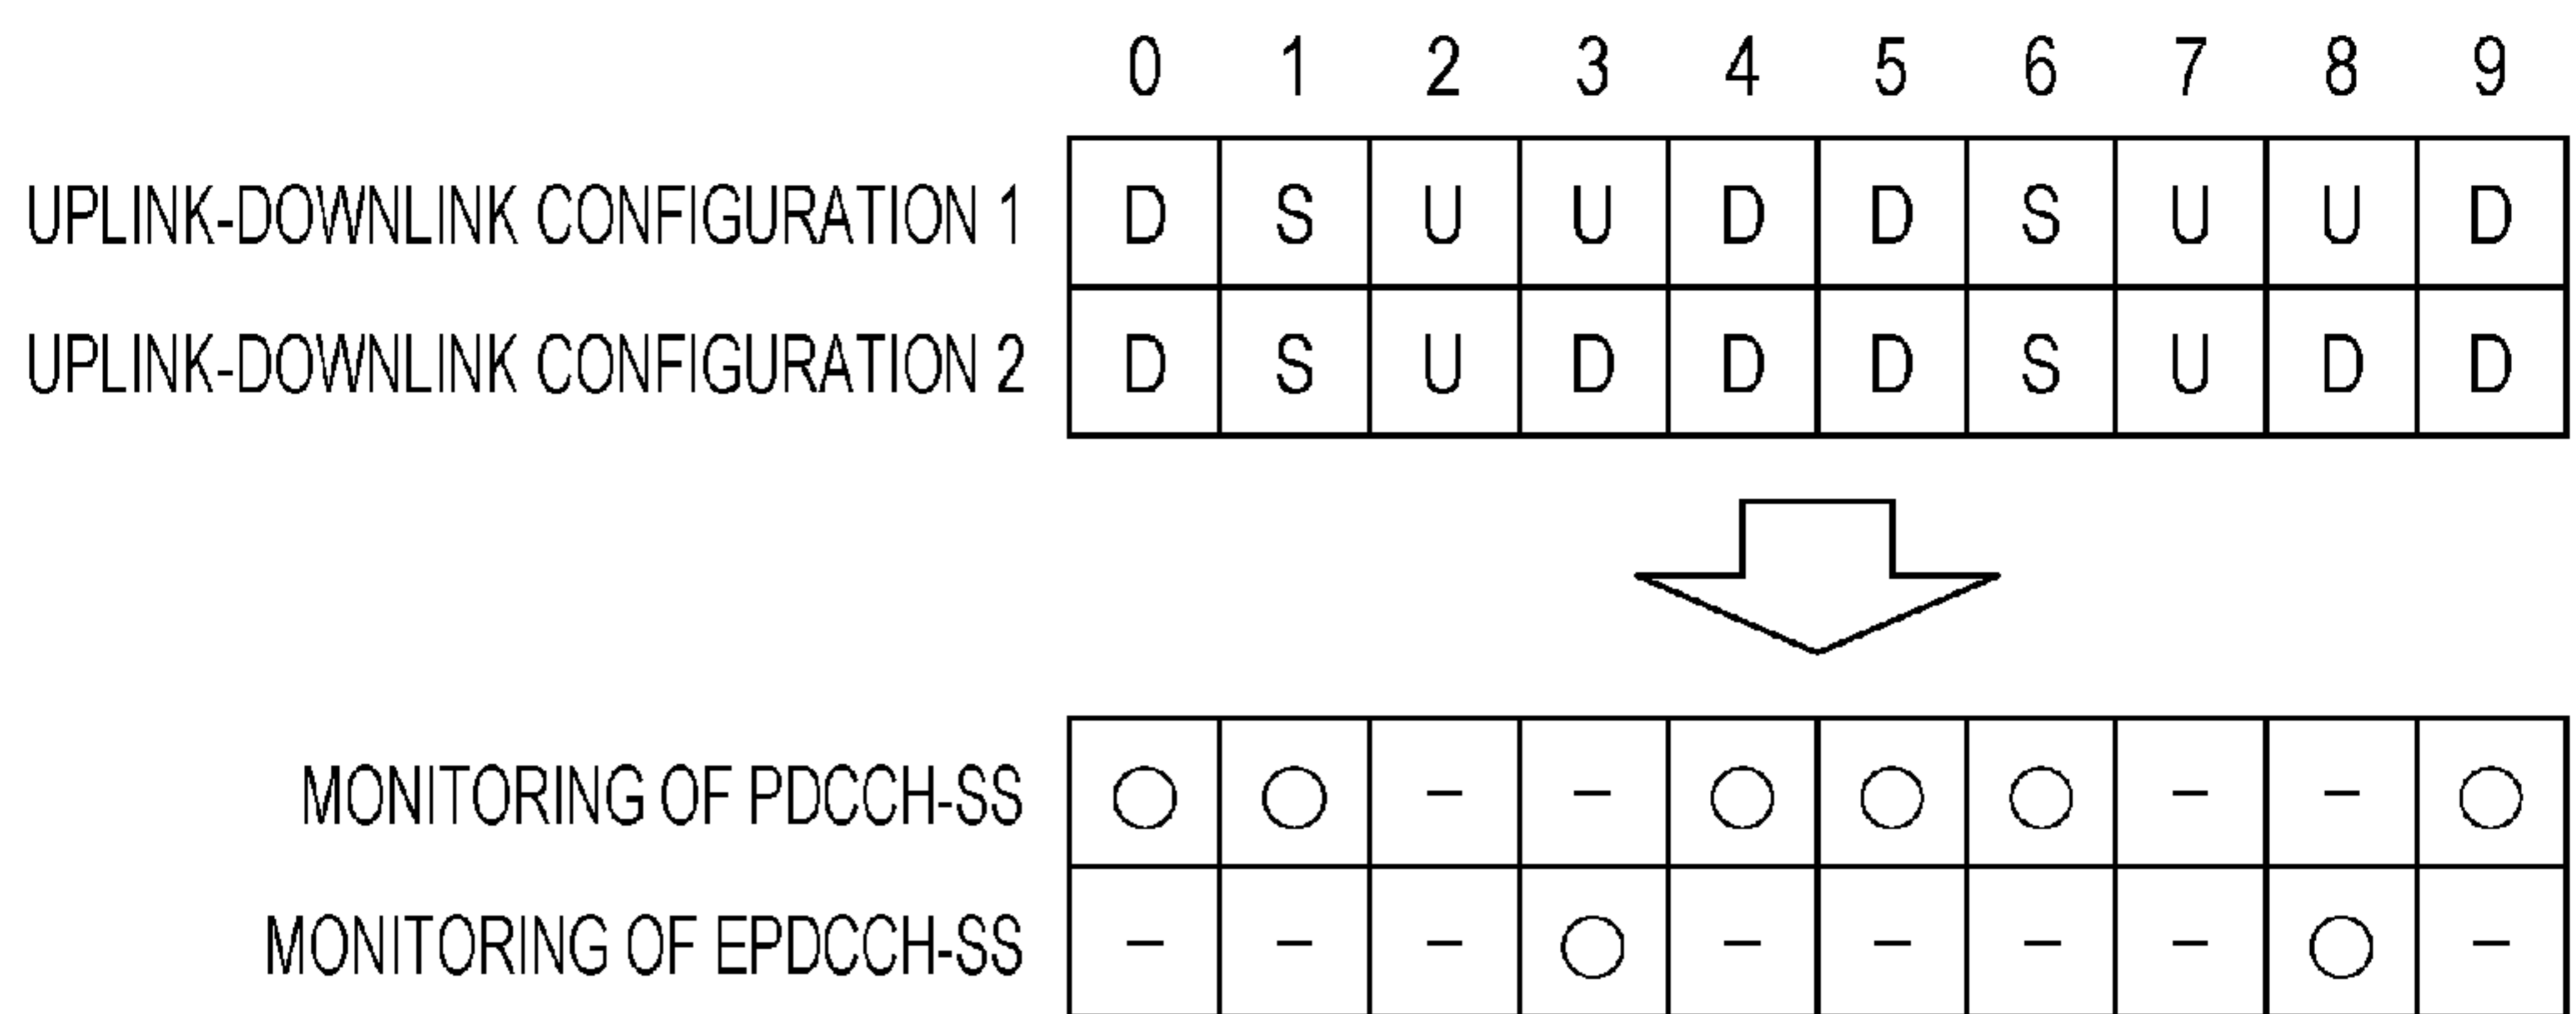 0 1 2 3 4 5 6 7 8 9
UPLINK-DOWNLINK CONFIGURATION 1 D S U U D D S U U D
UPLINK-DOWNLINK CONFIGURATION 2 D S U D D D S U D D
MONITORING OF PDCCH-SS ○ ○ – – ○ ○ ○ – – ○
MONITORING OF EPDCCH-SS – – – ○ – – – – ○ –